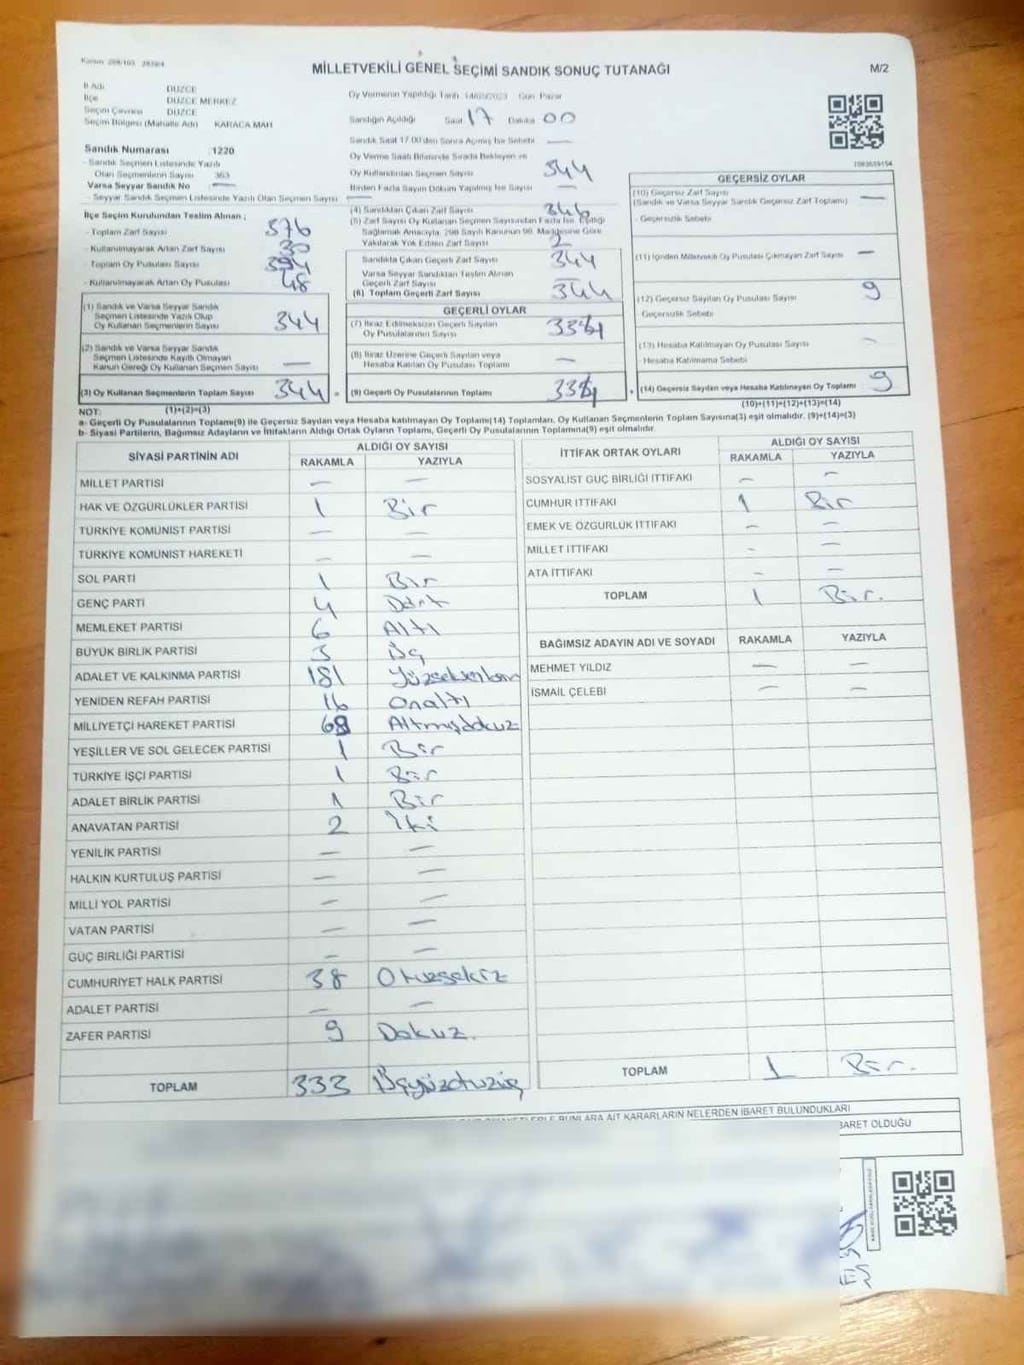 MİLLETVEKİLİ GENEL SEÇİMİ SANDIK SONUÇ TUTANAĞI
M/2
İl Adı DÜZCE
İlçe DÜZCE MERKEZ
Seçim Çevresi DÜZCE
Seçim Bölgesi (Mahalle Adı) KARACA MAH
Sandık Numarası 1220
- Sandık Seçmen Listesinde Yazılı
Olan Seçmenlerin Sayısı 363
Varsa Seyyar Sandık No —
- Seyyar Sandık Seçmen Listesinde Yazılı Olan Seçmen Sayısı —
İlçe Seçim Kurulundan Teslim Alınan ;
- Toplam Zarf Sayısı 376
- Kullanılmayarak Artan Zarf Sayısı 30
- Toplam Oy Pusulası Sayısı
- Kullanılmayarak Artan Oy Pusulası 48
(1) Sandık ve Varsa Seyyar Sandık
Seçmen Listesinde Yazılı Olup
Oy Kullanan Seçmenlerin Sayısı 344
(2) Sandık ve Varsa Seyyar Sandık
Seçmen Listesinde Kayıtlı Olmayan
Kanun Gereği Oy Kullanan Seçmen Sayısı —
(3) Oy Kullanan Seçmenlerin Toplam Sayısı 344 =
(1)+(2)=(3)
Oy Vermenin Yapıldığı Tarih 14/05/2023 Gün Pazar
Sandığın Açıldığı Saat 17 Dakika 00
Sandık Saat 17.00'den Sonra Açılmış İse Sebebi —
Oy Verme Saati Bitiminde Sırada Bekleyen ve
Oy Kullandırılan Seçmen Sayısı 344
Birden Fazla Sayım Döküm Yapılmış İse Sayısı —
(4) Sandıktan Çıkan Zarf Sayısı 346
(5) Zarf Sayısı Oy Kullanan Seçmen Sayısından Fazla İse, Eşitliği
Sağlamak Amacıyla, 298 Sayılı Kanunun 98. Maddesine Göre
Yakılarak Yok Edilen Zarf Sayısı 2
Sandıkta Çıkan Geçerli Zarf Sayısı 344
Varsa Seyyar Sandıktan Teslim Alınan
Geçerli Zarf Sayısı —
(6) Toplam Geçerli Zarf Sayısı 344
GEÇERLİ OYLAR
(7) İtiraz Edilmeksizin Geçerli Sayılan
Oy Pusulalarının Sayısı
(8) İtiraz Üzerine Geçerli Sayılan veya
Hesaba Katılan Oy Pusulası Toplamı —
(9) Geçerli Oy Pusulalarının Toplamı
GEÇERSİZ OYLAR
(10) Geçersiz Zarf Sayısı
(Sandık ve Varsa Seyyar Sandık Geçersiz Zarf Toplamı) —
- Geçersizlik Sebebi
(11) İçinden Milletvekili Oy Pusulası Çıkmayan Zarf Sayısı —
(12) Geçersiz Sayılan Oy Pusulası Sayısı 9
Geçersizlik Sebebi
(13) Hesaba Katılmayan Oy Pusulası Sayısı —
- Hesaba Katılmama Sebebi
+ (14) Geçersiz Sayılan veya Hesaba Katılmayan Oy Toplamı 9
(10)+(11)+(12)+(13)=(14)
NOT:
a- Geçerli Oy Pusulalarının Toplamı(9) ile Geçersiz Sayılan veya Hesaba katılmayan Oy Toplamı(14) Toplamları, Oy Kullanan Seçmenlerin Toplam Sayısına(3) eşit olmalıdır. (9)+(14)=(3)
b- Siyasi Partilerin, Bağımsız Adayların ve İttifakların Aldığı Ortak Oyların Toplamı, Geçerli Oy Pusulalarının Toplamına(9) eşit olmalıdır.
SİYASİ PARTİNİN ADI ALDIĞI OY SAYISI
RAKAMLA YAZIYLA
MİLLET PARTİSİ — —
HAK VE ÖZGÜRLÜKLER PARTİSİ 1 Bir
TÜRKİYE KOMÜNİST PARTİSİ — —
TÜRKİYE KOMÜNİST HAREKETİ — —
SOL PARTİ 1 Bir
GENÇ PARTİ 4 Dört
MEMLEKET PARTİSİ 6 Altı
BÜYÜK BİRLİK PARTİSİ 3 Üç
ADALET VE KALKINMA PARTİSİ 181 Yüzseksenbir
YENİDEN REFAH PARTİSİ 16 Onaltı
MİLLİYETÇİ HAREKET PARTİSİ Altmışdokuz
YEŞİLLER VE SOL GELECEK PARTİSİ 1 Bir
TÜRKİYE İŞÇİ PARTİSİ 1 Bir
ADALET BİRLİK PARTİSİ 1 Bir
ANAVATAN PARTİSİ 2 İki
YENİLİK PARTİSİ — —
HALKIN KURTULUŞ PARTİSİ — —
MİLLİ YOL PARTİSİ — —
VATAN PARTİSİ — —
GÜÇ BİRLİĞİ PARTİSİ — —
CUMHURİYET HALK PARTİSİ 38 Otuzsekiz
ADALET PARTİSİ — —
ZAFER PARTİSİ 9 Dokuz.
TOPLAM 333 Üçyüzotuzüç
İTTİFAK ORTAK OYLARI ALDIĞI OY SAYISI
RAKAMLA YAZIYLA
SOSYALİST GÜÇ BİRLİĞİ İTTİFAKI — —
CUMHUR İTTİFAKI 1 Bir
EMEK VE ÖZGÜRLÜK İTTİFAKI — —
MİLLET İTTİFAKI — —
ATA İTTİFAKI — —
TOPLAM 1 Bir.
BAĞIMSIZ ADAYIN ADI VE SOYADI RAKAMLA YAZIYLA
MEHMET YILDIZ — —
İSMAİL ÇELEBİ — —
TOPLAM 1 Bir.
BUNLARA AİT KARARLARIN NELERDEN İBARET BULUNDUKLARI
İBARET OLDUĞU